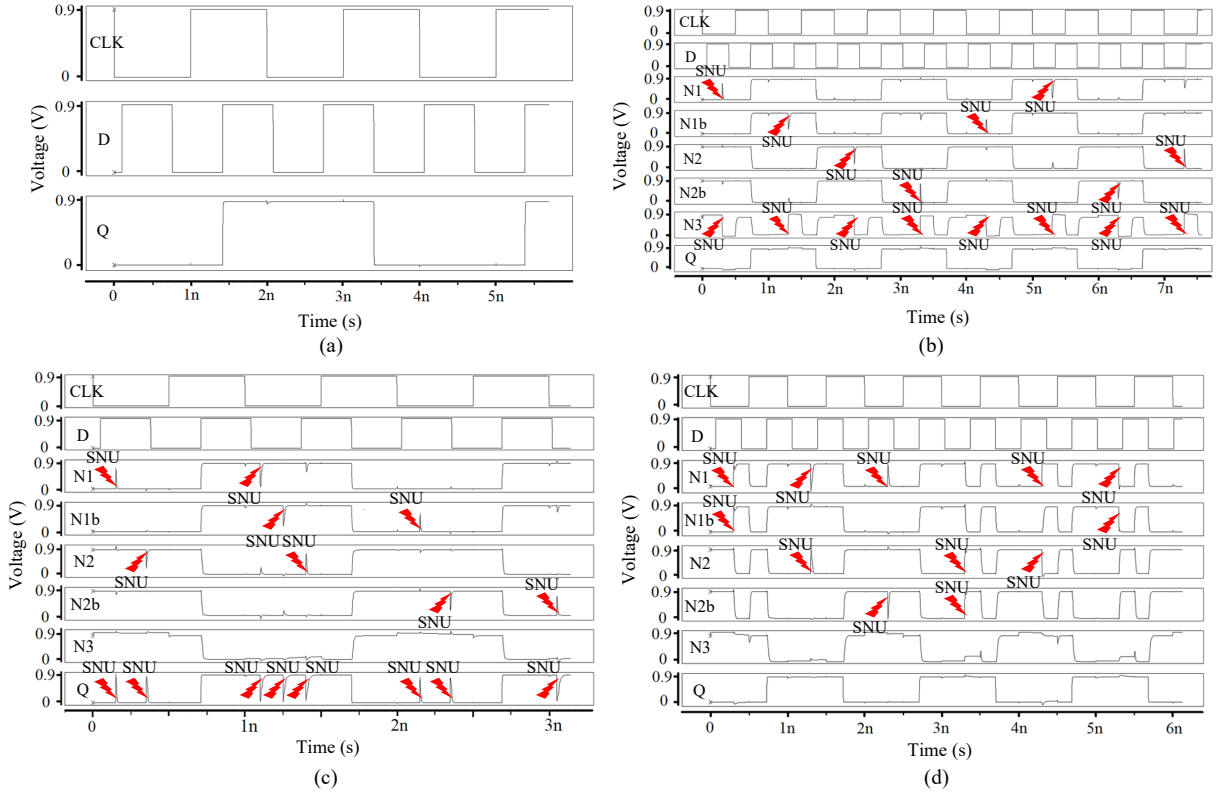 0.9
CLK
0
0.9
D
0
0.9
Q
0
Voltage (V)
0 1n 2n 3n 4n 5n
Time (s)
(a)
0.9
CLK
0
0.9
D
0
SNU
0.9
N1
0
SNU
SNU
0.9
N1b
0
SNU
SNU
0.9
N2
0
SNU
SNU
0.9
N2b
0
SNU
SNU SNU SNU SNU
0.9
N3
0
SNU SNU SNU SNU
0.9
Q
0
Voltage (V)
0 1n 2n 3n 4n 5n 6n 7n
Time (s)
(b)
0.9
CLK
0
D
0.9
0
SNU
0.9
N1
0
SNU
SNU
0.9
N1b
0
SNU SNU
0.9
N2
0
SNU
SNU
0.9
N2b
0
SNU
0.9
N3
0
SNU SNU SNU SNU SNU SNU SNU SNU
0.9
Q
0
Voltage (V)
0 1n 2n 3n
Time (s)
(c)
0.9
CLK
0
0.9
D
0
SNU SNU SNU
0.9
N1
0
SNU SNU SNU
0.9
N1b
0
SNU SNU SNU SNU
0.9
N2
0
0.9
N2b
0
SNU SNU
0.9
N3
0
0.9
Q
0
Voltage (V)
0 1n 2n 3n 4n 5n 6n
Time (s)
(d)